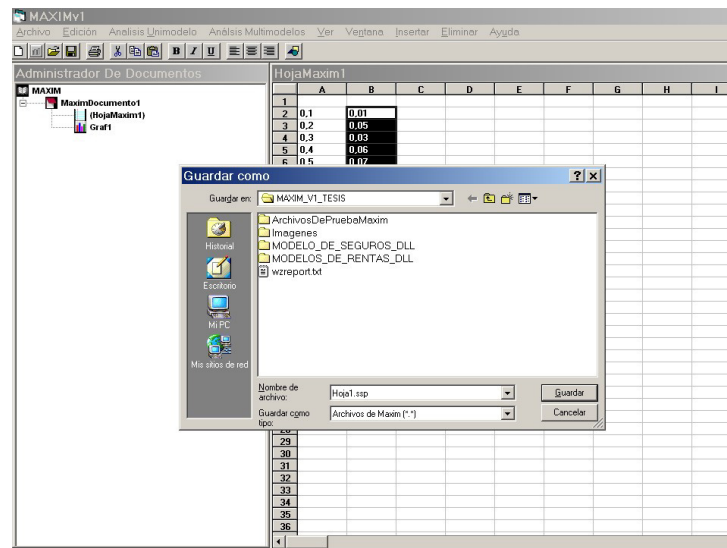 MAXIMv1
Archivo Edición Analisis Unimodelo Análsis Multimodelos Ver Ventana Insertar Eliminar Ayuda
B I U
Administrador De Documentos
MAXIM
MaximDocumento1
(HojaMaxim1)
Graf1
HojaMaxim1
A B C D E F G H I
1
2 0,1 0,01
3 0,2 0,05
4 0,3 0,03
5 0,4 0,06
6 0,5 0,07
Guardar como
Guardar en: MAXIM_V1_TESIS
Historial
Escritorio
Mi PC
Mis sitios de red
ArchivosDePruebaMaxim
Imagenes
MODELO_DE_SEGUROS_DLL
MODELOS_DE_RENTAS_DLL
wzreport.txt
Nombre de archivo: Hoja1.ssp Guardar
Guardar como tipo: Archivos de Maxim (*.*) Cancelar
28
29
30
31
32
33
34
35
36